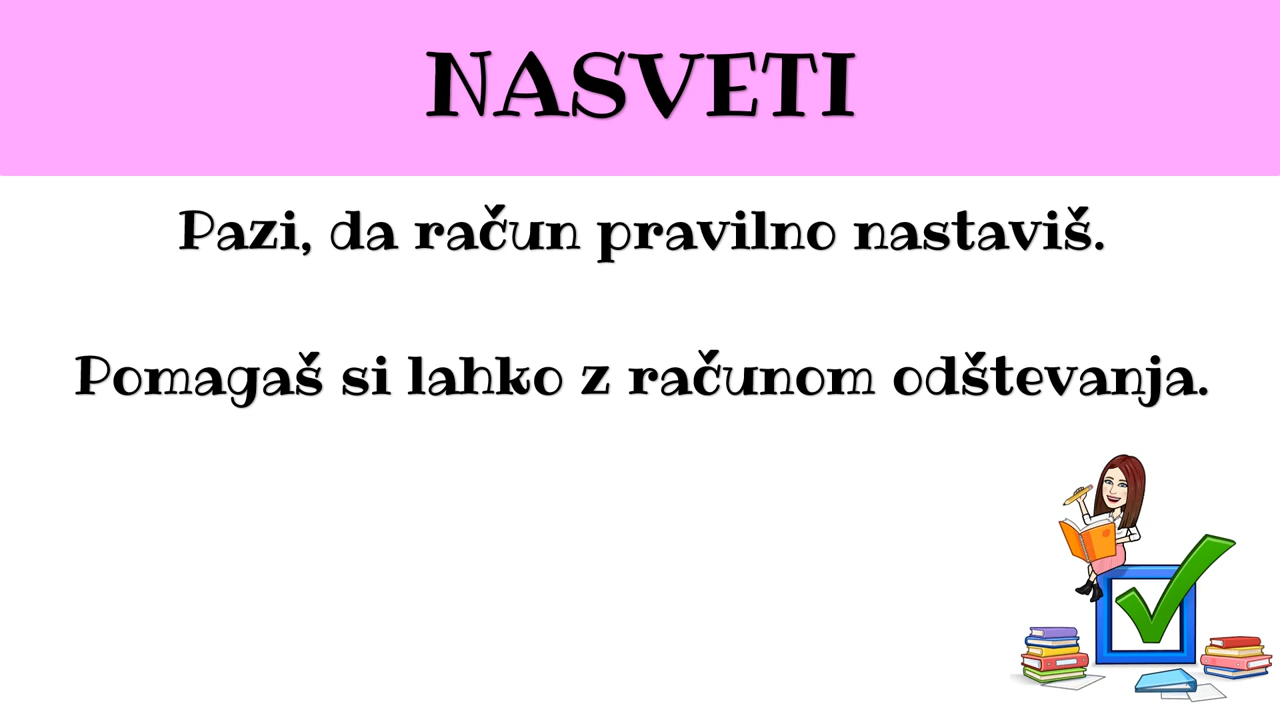 NASVETI
Pazi, da račun pravilno nastaviš.
Pomagaš si lahko z računom odštevanja.